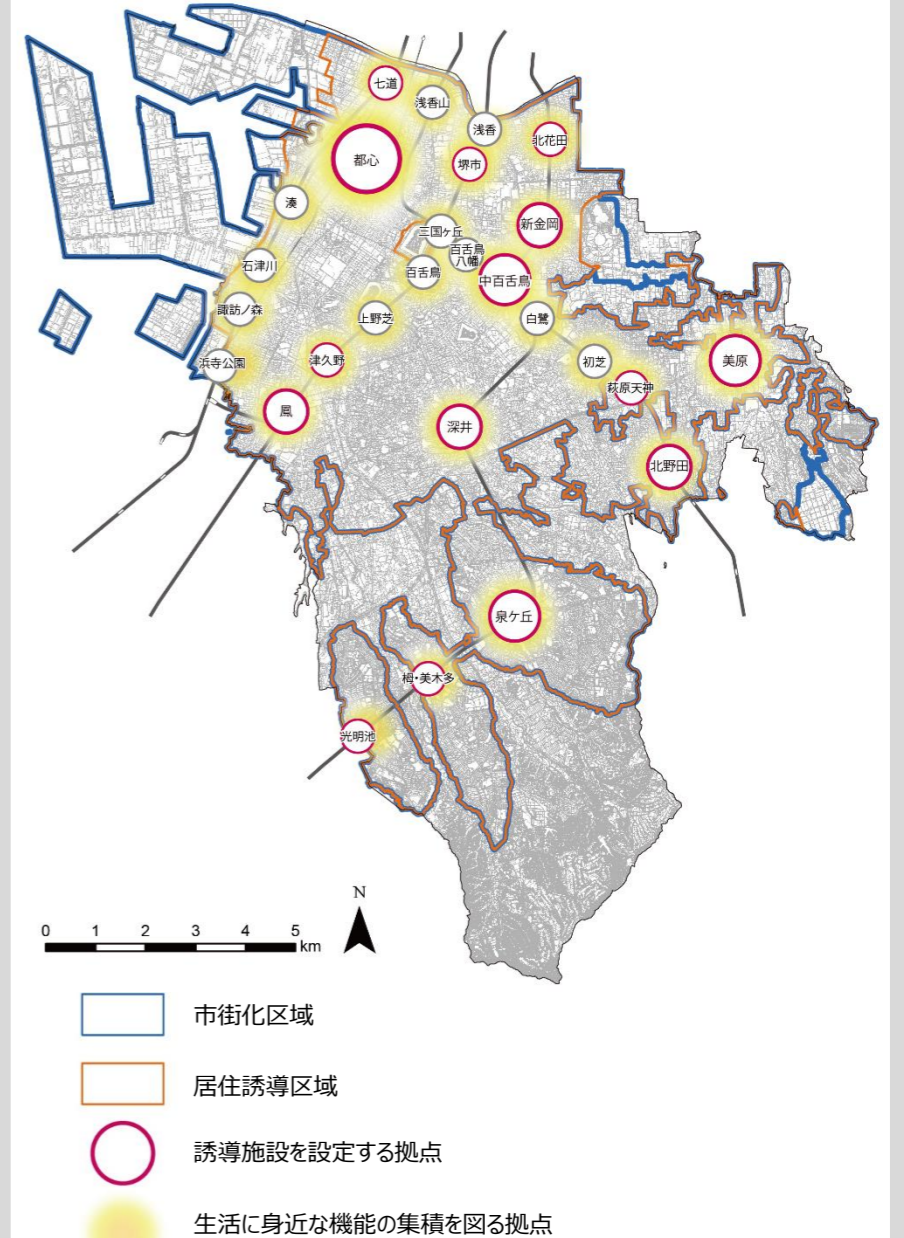 七道
浅香山
浅香
北花田
都心
堺市
湊
新金岡
三国ヶ丘
百舌鳥
八幡
石津川
百舌鳥
中百舌鳥
諏訪ノ森
上野芝
白鷺
浜寺公園
津久野
初芝
美原
萩原天神
鳳
深井
北野田
泉ケ丘
栂・美木多
光明池
N
0 1 2 3 4 5
km
市街化区域
居住誘導区域
誘導施設を設定する拠点
生活に身近な機能の集積を図る拠点